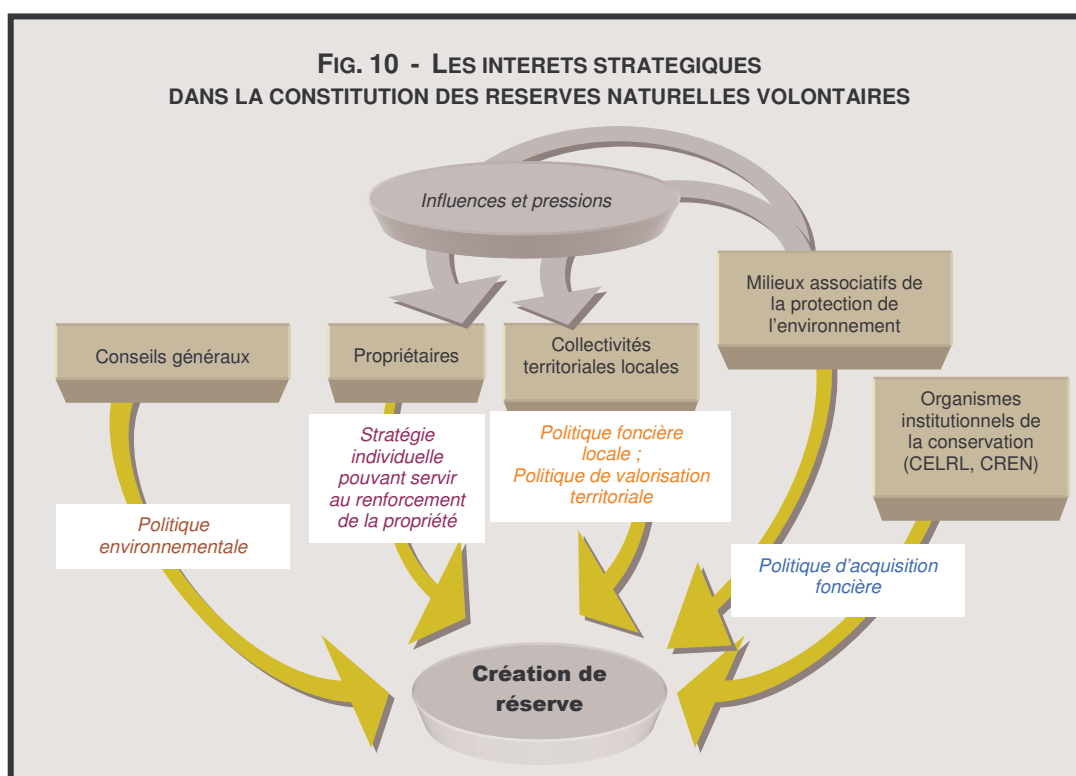 FIG. 10 - LES INTERETS STRATEGIQUES
DANS LA CONSTITUTION DES RESERVES NATURELLES VOLONTAIRES
Influences et pressions
Milieux associatifs de
la protection de
l'environnement
Conseils généraux
Propriétaires
Collectivités
territoriales locales
Organismes
institutionnels de
la conservation
(CELRL, CREN)
Politique
environnementale
Stratégie
individuelle
pouvant servir
au renforcement
de la propriété
Politique foncière
locale ;
Politique de valorisation
territoriale
Politique d'acquisition
foncière
Création de
réserve